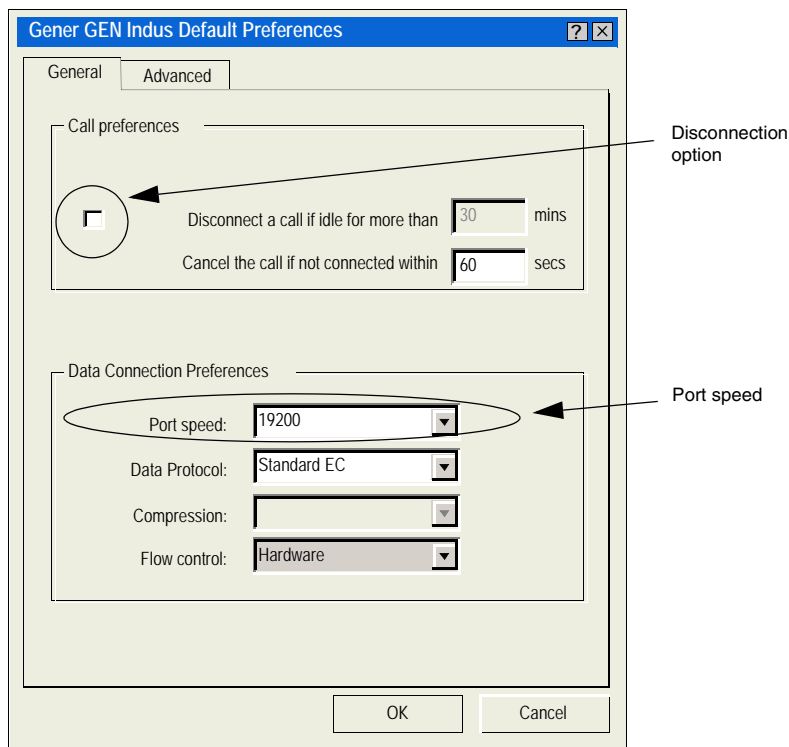 Gener GEN Indus Default Preferences
General
Advanced
Call preferences
Disconnection
option
Disconnect a call if idle for more than 30 mins
Cancel the call if not connected within 60 secs
Data Connection Preferences
Port speed
Port speed: 19200
Data Protocol: Standard EC
Compression:
Flow control: Hardware
OK
Cancel